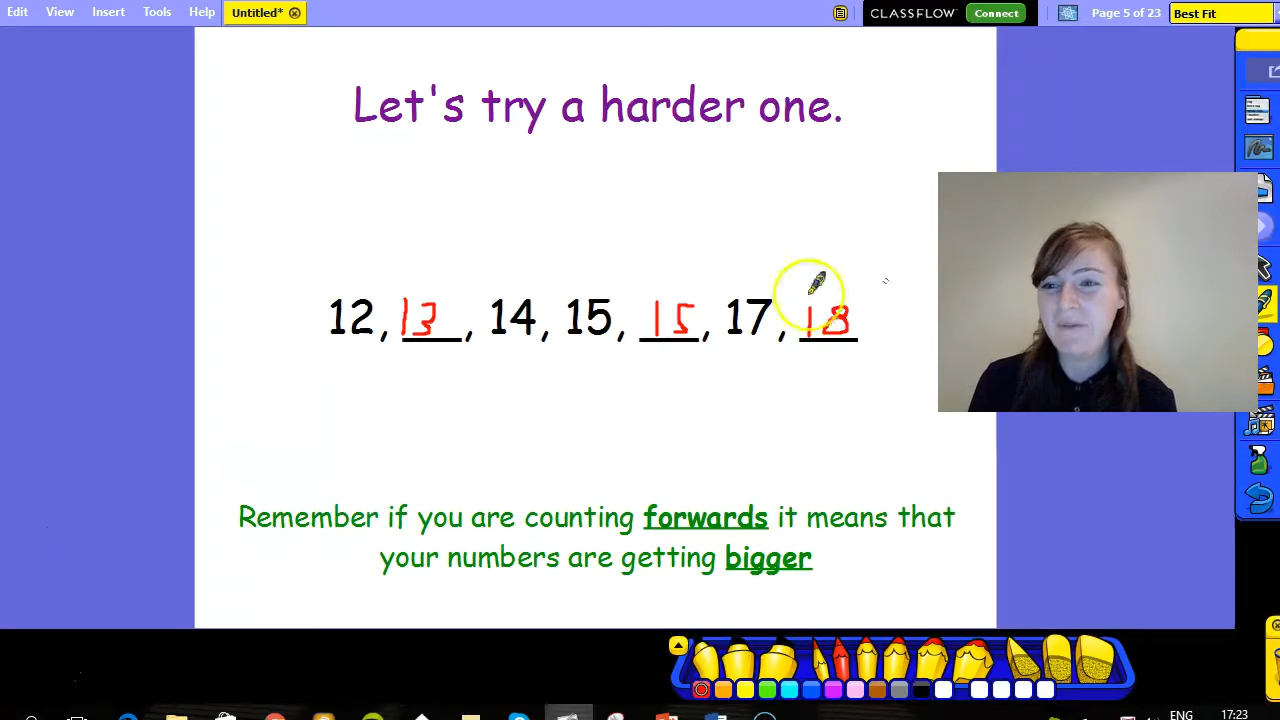 Edit View Insert Tools Help Untitled* CLASSFLOW Connect Page 5 of 23 Best Fit
Let's try a harder one.
12, 13, 14, 15, 15, 17, 18
Remember if you are counting forwards it means that
your numbers are getting bigger
ENG
17:23